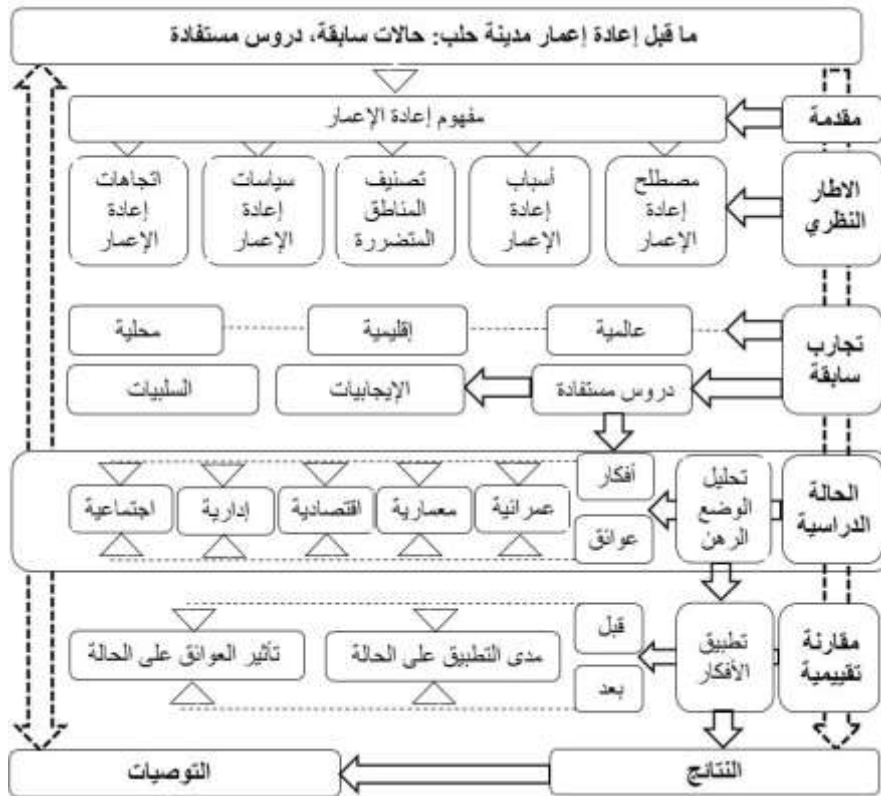 ما قبل إعادة إعمار مدينة حلب: حالات سابقة، دروس مستفادة
مقدمة
مفهوم إعادة الإعمار
الاطار
النظري
مصطلح
إعادة
الإعمار
أسباب
إعادة
الإعمار
تصنيف
المناطق
المتضررة
سياسات
إعادة
الإعمار
اتجاهات
إعادة
الإعمار
تجارب
سابقة
عالمية
إقليمية
محلية
دروس مستفادة
الإيجابيات
السلبيات
الحالة
الدراسية
تحليل
الوضع
الرهن
أفكار
عوائق
عمرانية
معمارية
اقتصادية
إدارية
اجتماعية
مقارنة
تقييمية
تطبيق
الأفكار
قبل
بعد
مدى التطبيق على الحالة
تأثير العوائق على الحالة
النتائج
التوصيات